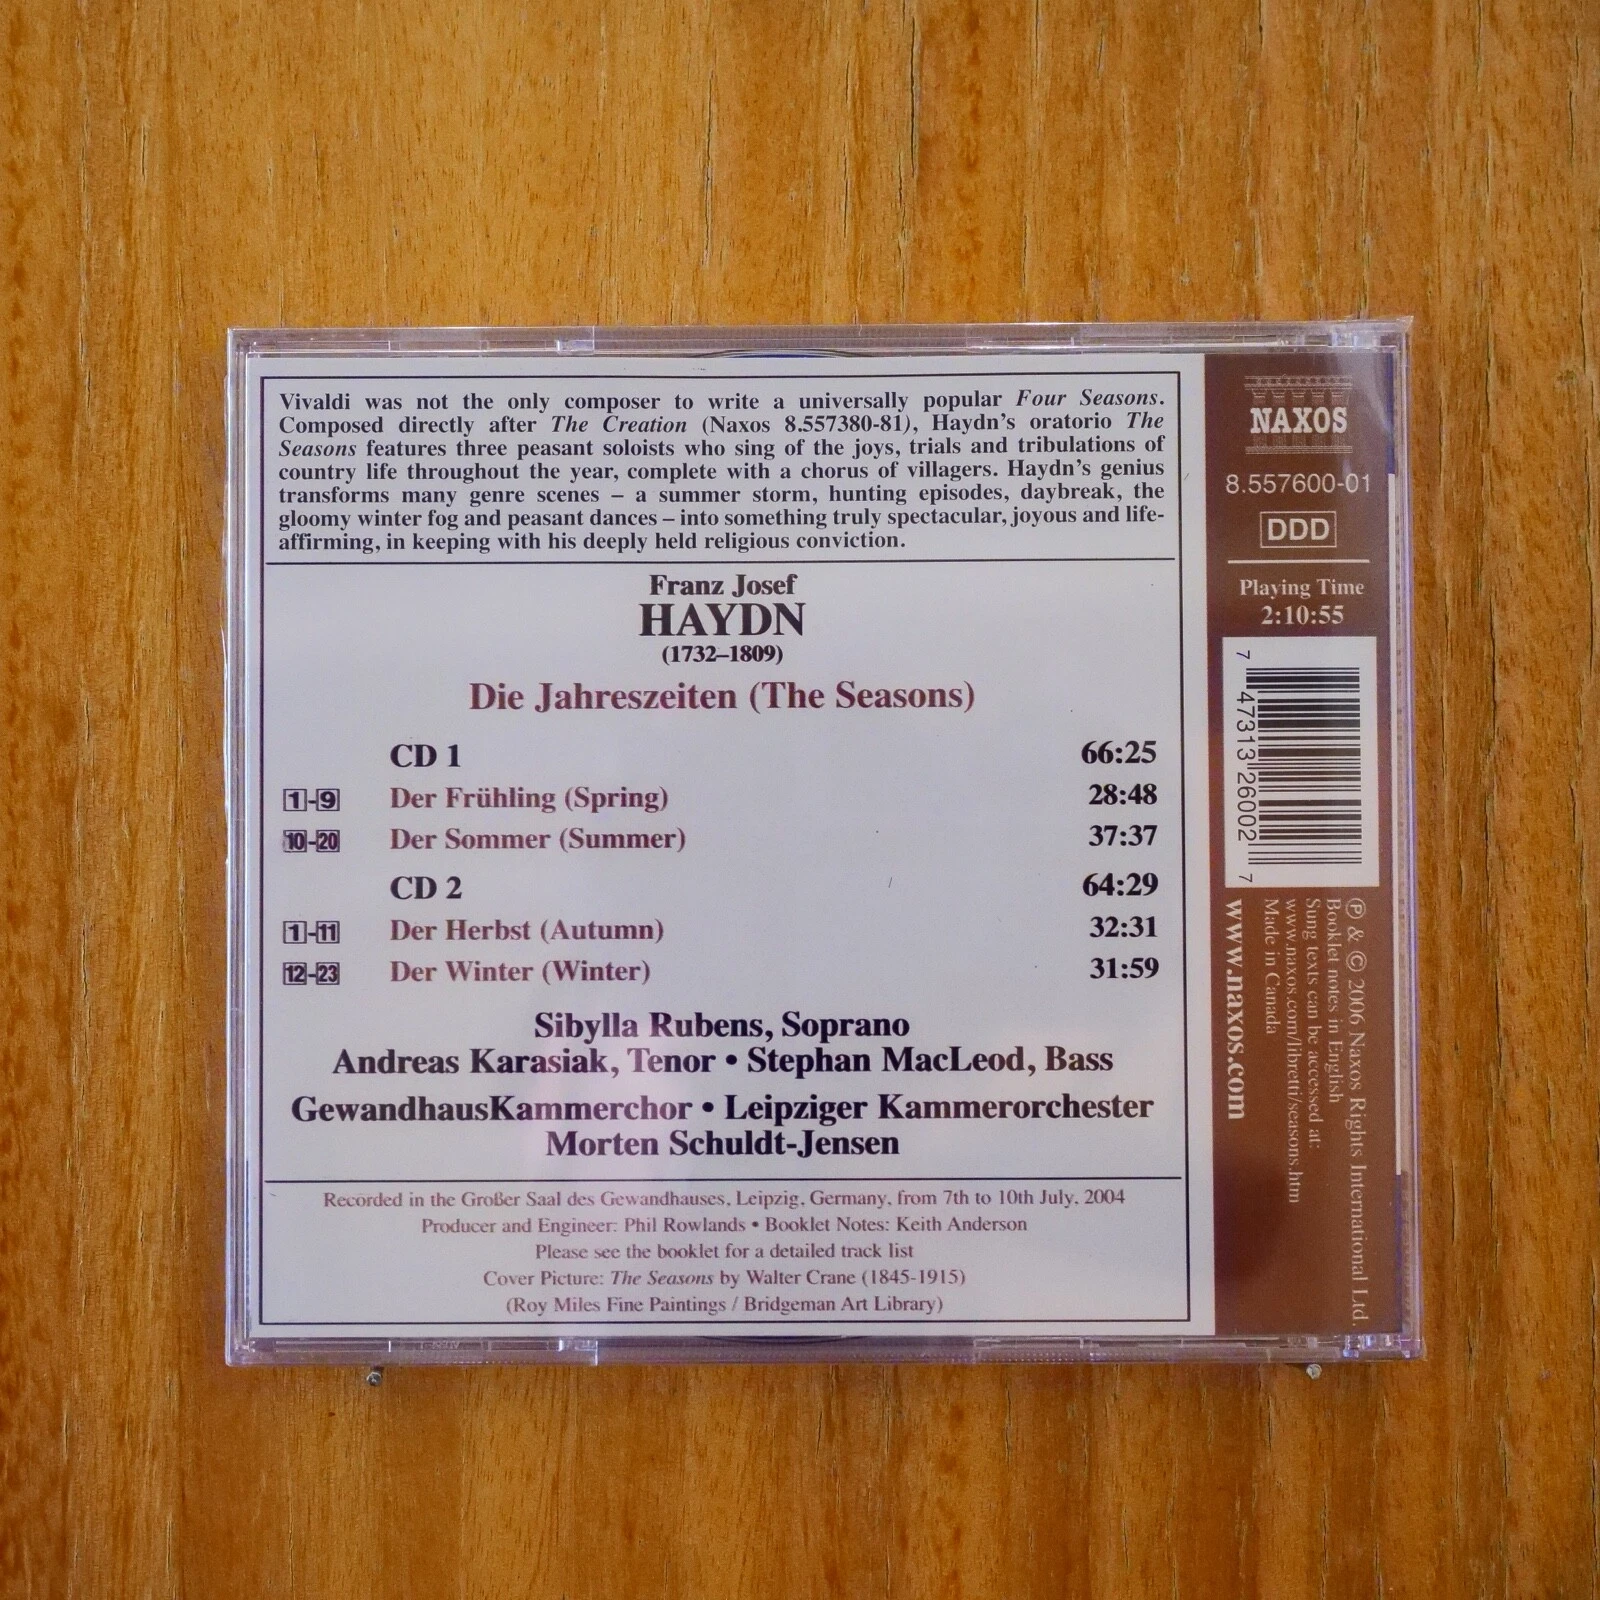 Vivaldi was not the only composer to write a universally popular Four Seasons.
Composed directly after The Creation (Naxos 8.557380-81), Haydn's oratorio The
Seasons features three peasant soloists who sing of the joys, trials and tribulations of
country life throughout the year, complete with a chorus of villagers. Haydn's genius
transforms many genre scenes – a summer storm, hunting episodes, daybreak, the
gloomy winter fog and peasant dances – into something truly spectacular, joyous and life-
affirming, in keeping with his deeply held religious conviction.
Franz Josef
HAYDN
(1732–1809)
Die Jahreszeiten (The Seasons)
CD 1 66:25
1-9 Der Frühling (Spring) 28:48
10-20 Der Sommer (Summer) 37:37
CD 2 64:29
1-11 Der Herbst (Autumn) 32:31
12-23 Der Winter (Winter) 31:59
Sibylla Rubens, Soprano
Andreas Karasiak, Tenor • Stephan MacLeod, Bass
GewandhausKammerchor • Leipziger Kammerorchester
Morten Schuldt-Jensen
Recorded in the Großer Saal des Gewandhauses, Leipzig, Germany, from 7th to 10th July, 2004
Producer and Engineer: Phil Rowlands • Booklet Notes: Keith Anderson
Please see the booklet for a detailed track list
Cover Picture: The Seasons by Walter Crane (1845-1915)
(Roy Miles Fine Paintings / Bridgeman Art Library)
NAXOS
8.557600-01
DDD
Playing Time
2:10:55
7 47313 26002 7
℗ & © 2006 Naxos Rights International Ltd.
Booklet notes in English
Sung texts can be accessed at:
www.naxos.com/libretti/seasons.htm
Made in Canada
www.naxos.com